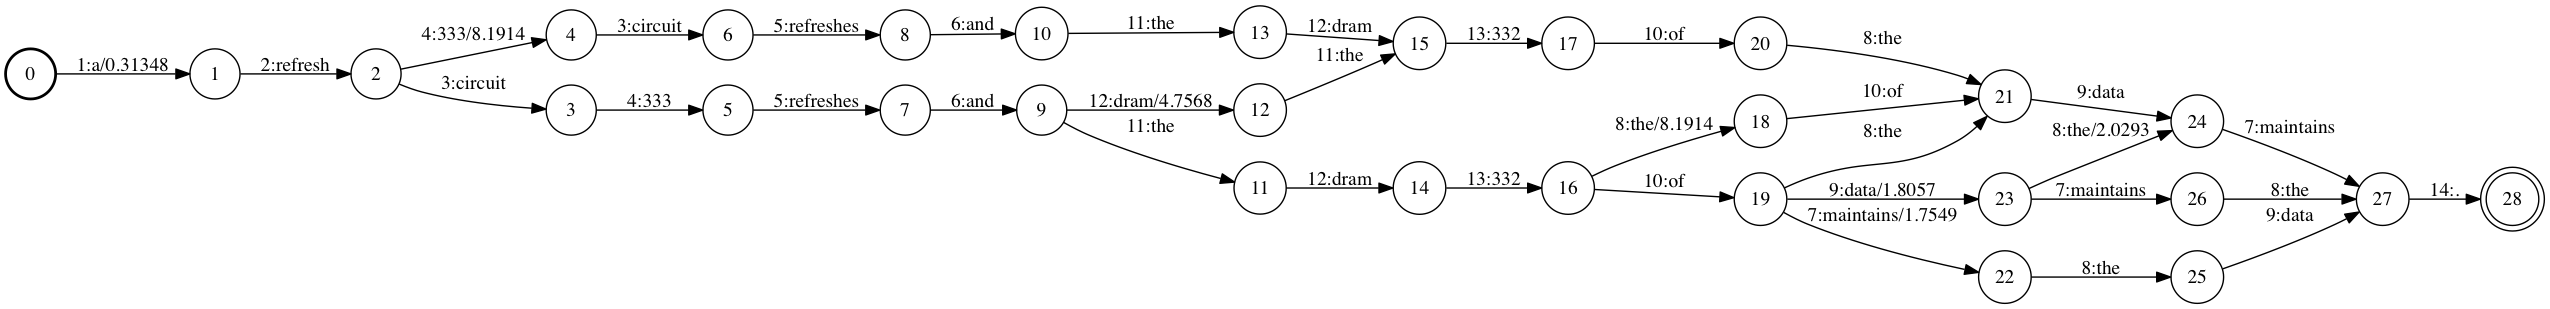 0 1:a/0.31348 1 2:refresh 2 4:333/8.1914 4 3:circuit 6 5:refreshes 8 6:and 10 11:the 13 12:dram 15 13:332 17 10:of 20 8:the
3:circuit 3 4:333 5 5:refreshes 7 6:and 9 12:dram/4.7568 12 11:the
11:the 11 12:dram 14 13:332 16 8:the/8.1914 18 10:of 21 9:data 24 7:maintains
10:of 19 8:the
9:data/1.8057 23 8:the/2.0293
7:maintains 26 8:the 27 14:. 28
7:maintains/1.7549 22 8:the 25 9:data